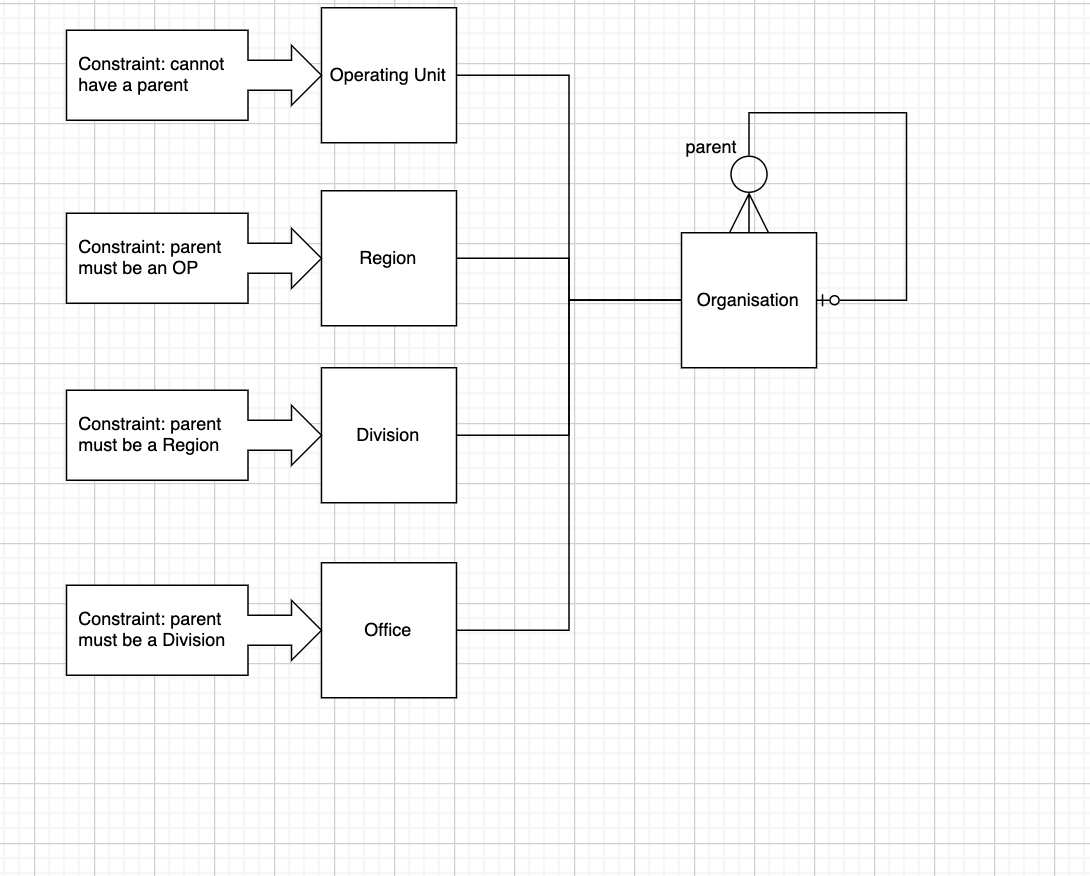 Constraint: cannot
have a parent
Operating Unit
parent
Constraint: parent
must be an OP
Region
Organisation
Constraint: parent
must be a Region
Division
Constraint: parent
must be a Division
Office